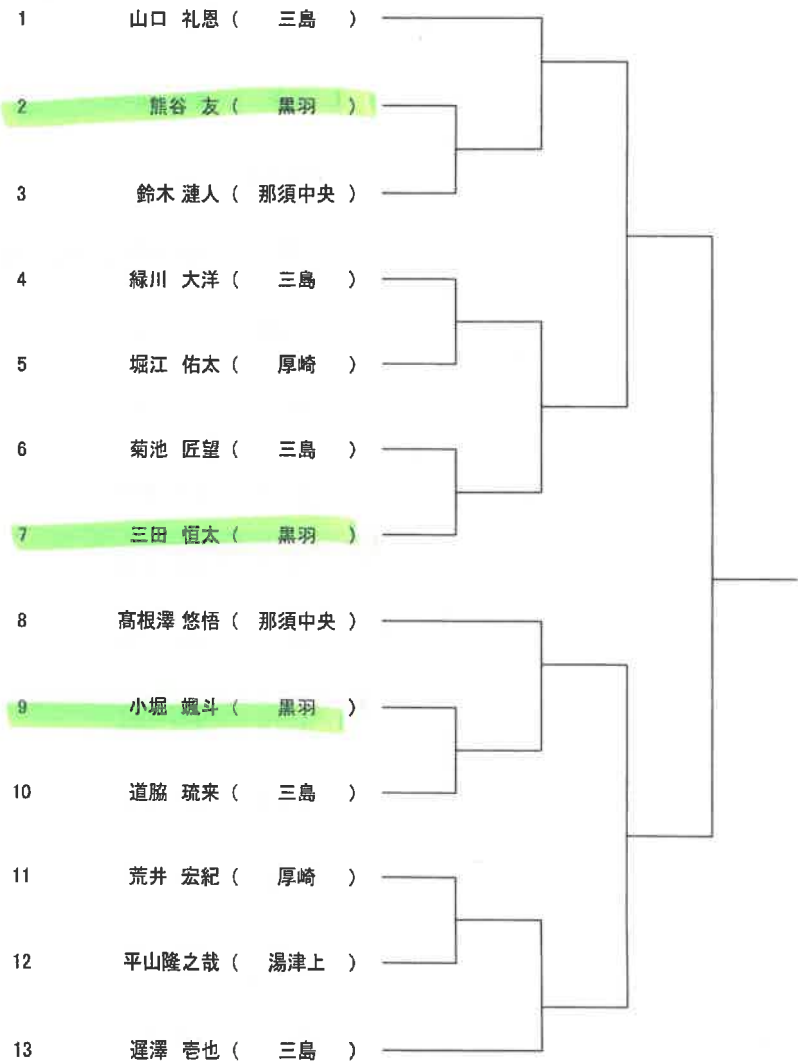 1 山口 礼恩 ( 三島 )
2 熊谷 友 ( 黒羽 )
3 鈴木 漣人 ( 那須中央 )
4 緑川 大洋 ( 三島 )
5 堀江 佑太 ( 厚崎 )
6 菊池 匠望 ( 三島 )
7 三田 恒太 ( 黒羽 )
8 髙根澤 悠悟 ( 那須中央 )
9 小堀 颯斗 ( 黒羽 )
10 道脇 琉来 ( 三島 )
11 荒井 宏紀 ( 厚崎 )
12 平山隆之哉 ( 湯津上 )
13 遅澤 壱也 ( 三島 )